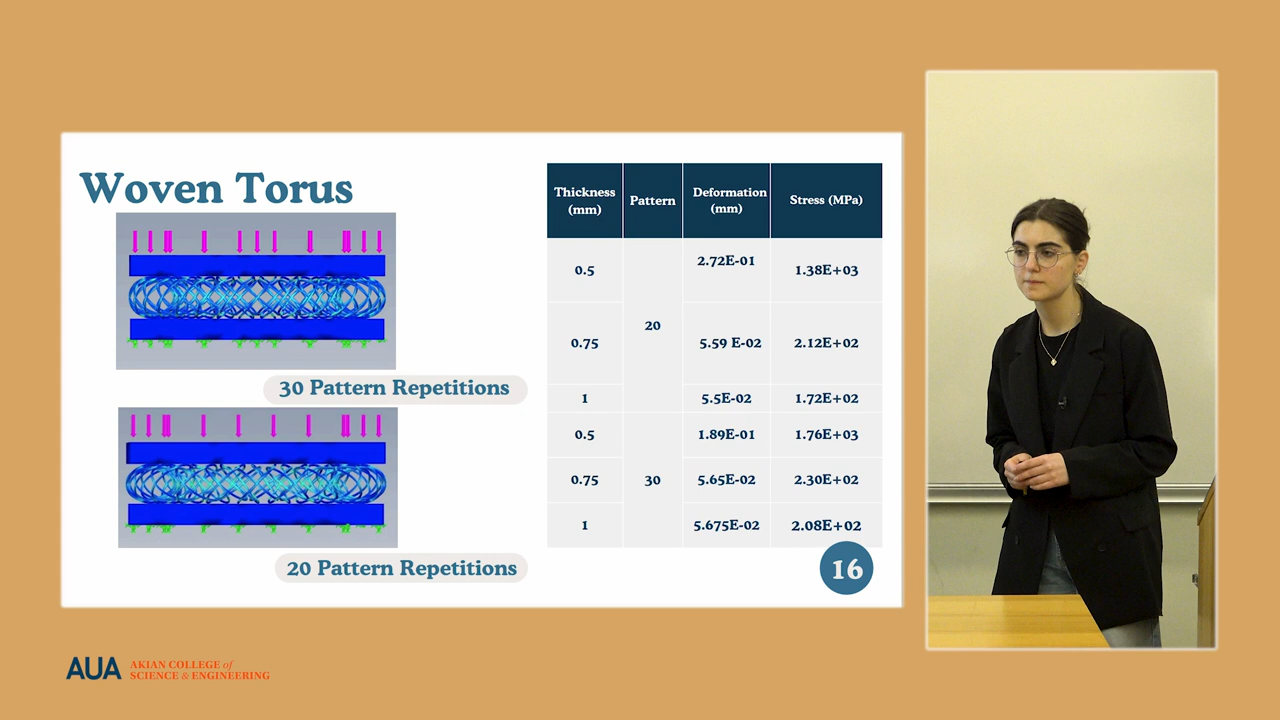 Woven Torus
30 Pattern Repetitions
20 Pattern Repetitions
Thickness (mm) Pattern Deformation (mm) Stress (MPa)
0.5 20 2.72E-01 1.38E+03
0.75 5.59 E-02 2.12E+02
1 5.5E-02 1.72E+02
0.5 30 1.89E-01 1.76E+03
0.75 5.65E-02 2.30E+02
1 5.675E-02 2.08E+02
16
AUA AKIAN COLLEGE of
SCIENCE & ENGINEERING